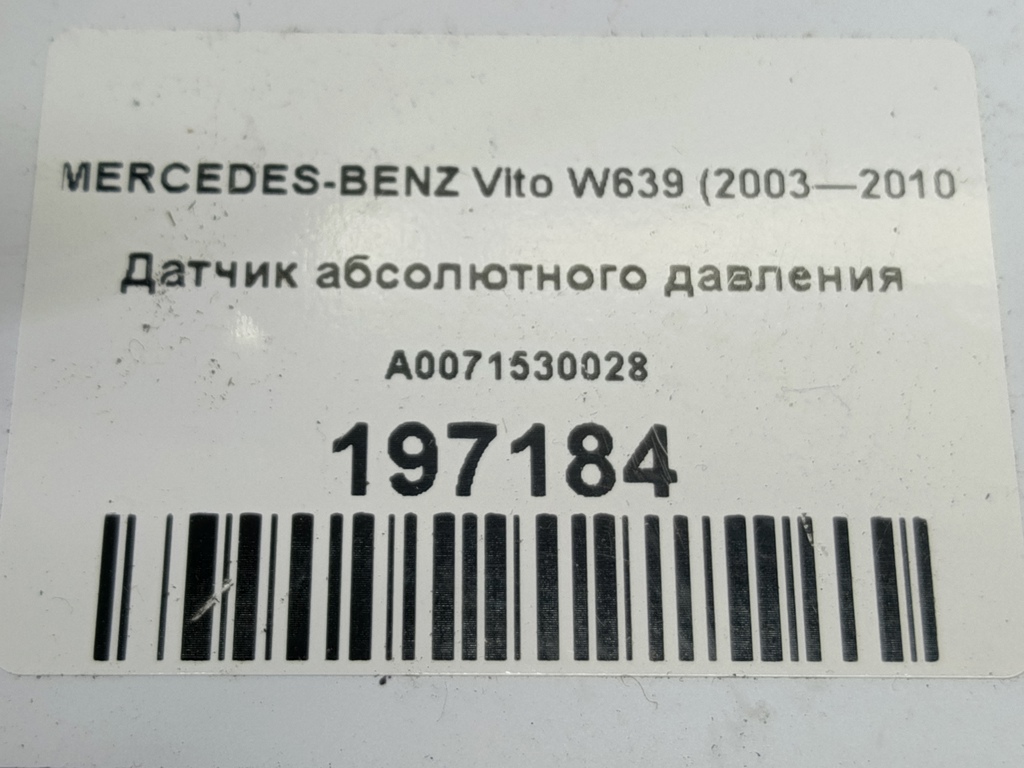 MERCEDES-BENZ Vito W639 (2003—2010
Датчик абсолютного давления
A0071530028
197184